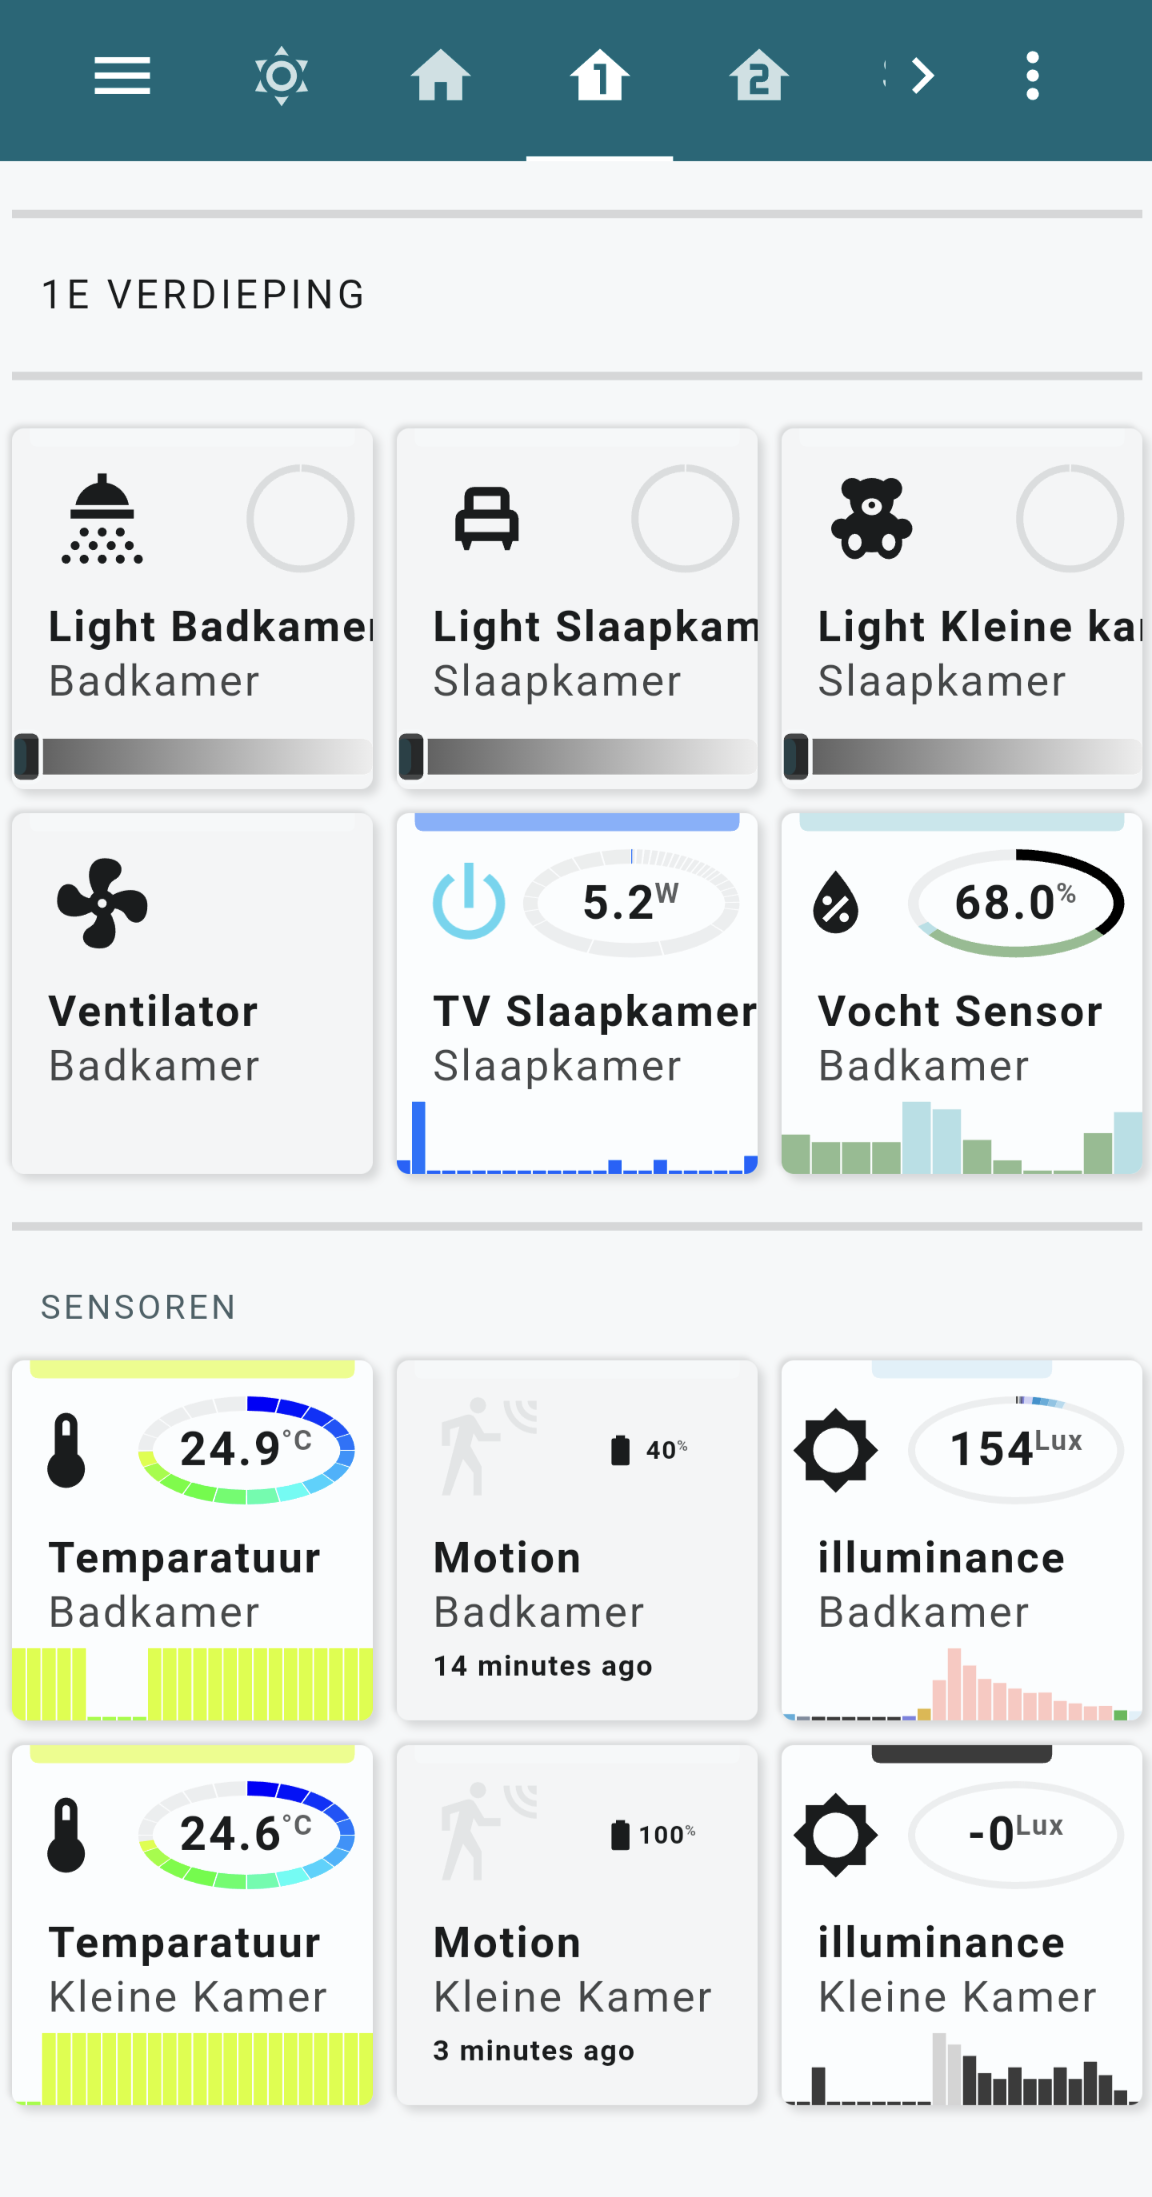 1
2
1E VERDIEPING
Light Badkamer
Badkamer
Light Slaapkam
Slaapkamer
Light Kleine ka
Slaapkamer
Ventilator
Badkamer
5.2W
TV Slaapkamer
Slaapkamer
68.0%
Vocht Sensor
Badkamer
SENSOREN
24.9°C
Temparatuur
Badkamer
40%
Motion
Badkamer
14 minutes ago
154Lux
illuminance
Badkamer
24.6°C
Temparatuur
Kleine Kamer
100%
Motion
Kleine Kamer
3 minutes ago
-0Lux
illuminance
Kleine Kamer